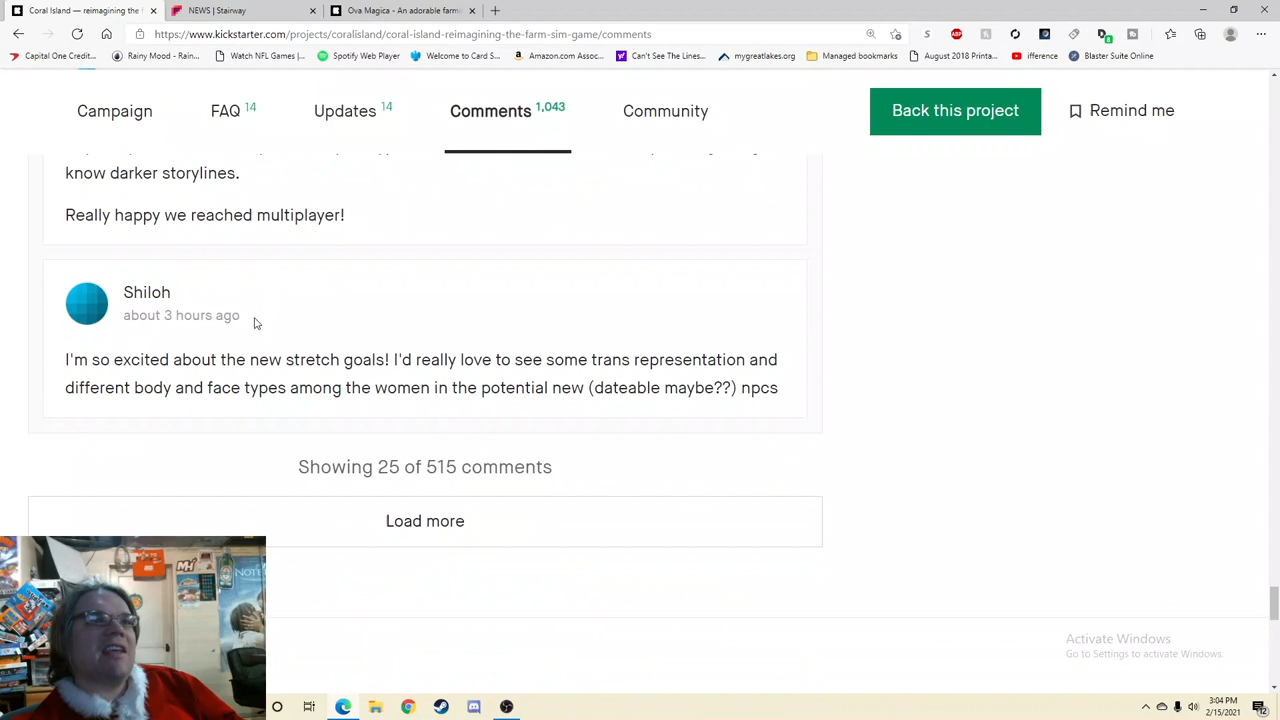 Coral Island — reimagining the f
NEWS | Stairway
Ova Magica - An adorable farmi
https://www.kickstarter.com/projects/coralisland/coral-island-reimagining-the-farm-sim-game/comments
Capital One Credit...
Rainy Mood - Rain...
Watch NFL Games |...
Spotify Web Player
Welcome to Card S...
Amazon.com Assoc...
Can't See The Lines...
mygreatlakes.org
Managed bookmarks
August 2018 Printa...
ifference
Blaster Suite Online
Campaign
FAQ 14
Updates 14
Comments 1,043
Community
Back this project
Remind me
know darker storylines.
Really happy we reached multiplayer!
Shiloh
about 3 hours ago
I'm so excited about the new stretch goals! I'd really love to see some trans representation and
different body and face types among the women in the potential new (dateable maybe??) npcs
Showing 25 of 515 comments
Load more
NOTE
Activate Windows
Go to Settings to activate Windows.
3:04 PM
2/15/2021
12